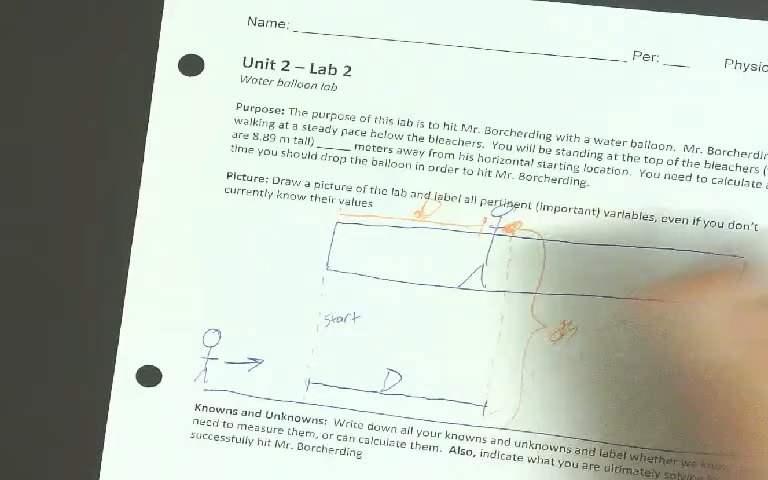 Name:
Per:
Unit 2 – Lab 2
Water balloon lab
Purpose: The purpose of this lab is to hit Mr. Borcherding with a water balloon. Mr.
walking at a steady pace below the bleachers. You will be standing at the top of the bleachers
are 8.89 m tall) _____ meters away from his horizontal starting location. You need to calculate
time you should drop the balloon in order to hit Mr. Borcherding.
Picture: Draw a picture of the lab and label all pertinent (important) variables, even if you don't
currently know their values
D
start
D
Knowns and Unknowns: Write down all your knowns and unknowns and label whether we
need to measure them, or can calculate them. Also, indicate what you are ultimately
successfully hit Mr. Borcherding